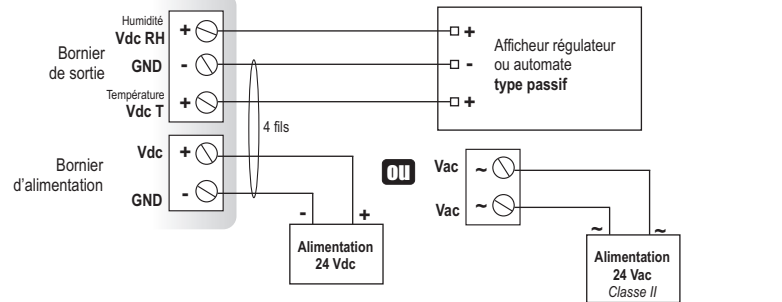 Humidité
Vdc RH
+
+
Bornier
de sortie
GND
-
-
Afficheur régulateur
ou automate
type passif
Température
Vdc T
+
+
4 fils
Bornier
d'alimentation
Vdc
+
GND
-
ou
Vac
~
Vac
~
-
+
Alimentation
24 Vdc
~
~
Alimentation
24 Vac
Classe II